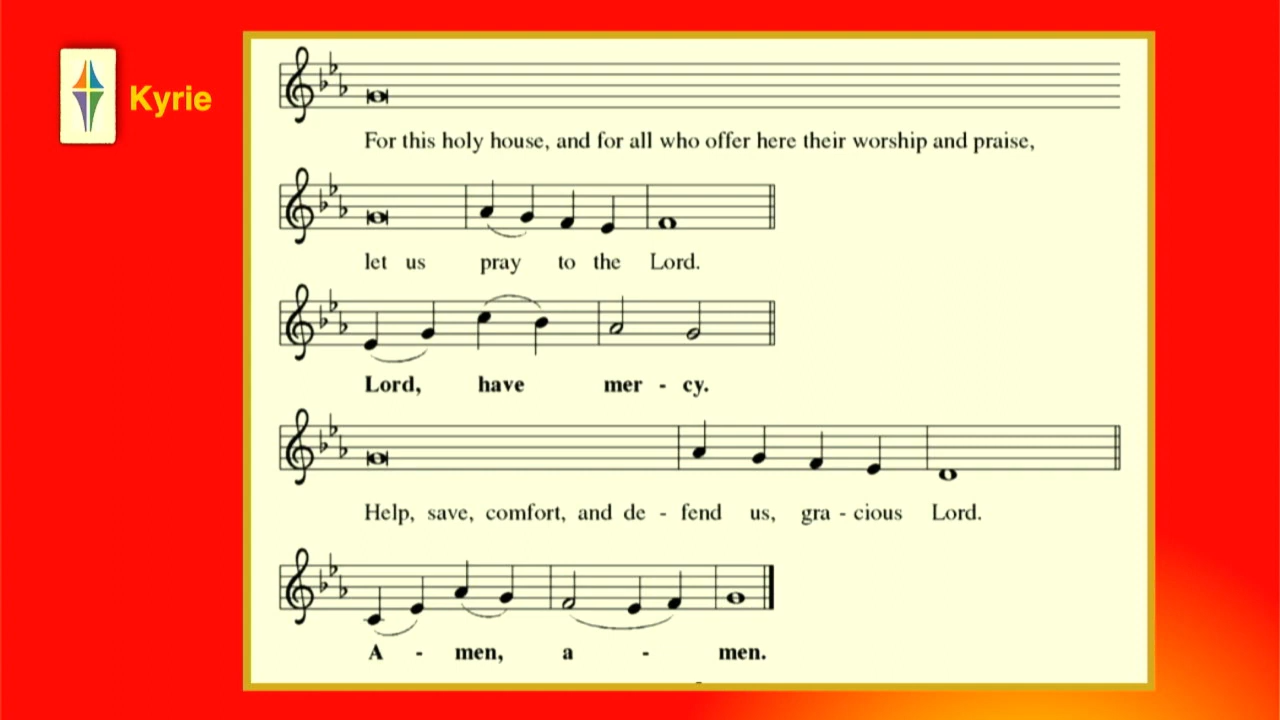 Kyrie
For this holy house, and for all who offer here their worship and praise,
let us pray to the Lord.
Lord, have mer - cy.
Help, save, comfort, and de - fend us, gra - cious Lord.
A - men, a - men.